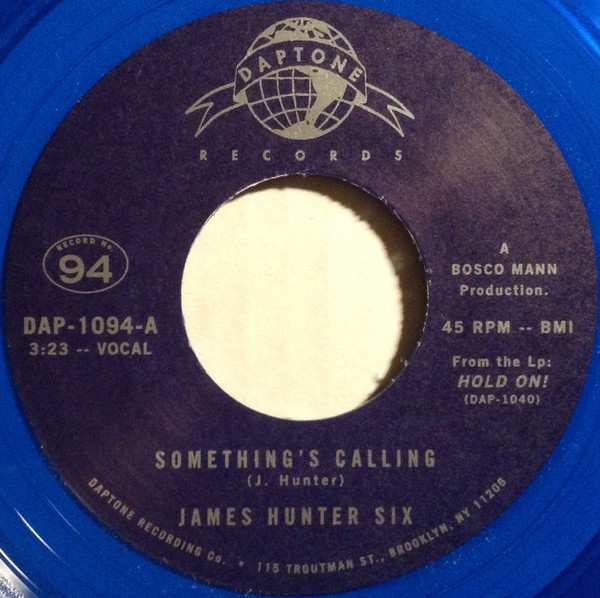 DAPTONE
RECORDS
RECORD No.
94
DAP-1094-A
3:23 -- VOCAL
A
BOSCO MANN
Production.
45 RPM -- BMI
From the Lp:
HOLD ON!
(DAP-1040)
SOMETHING'S CALLING
(J. Hunter)
JAMES HUNTER SIX
DAPTONE RECORDING Co. • 115 TROUTMAN ST., BROOKLYN, NY 11206